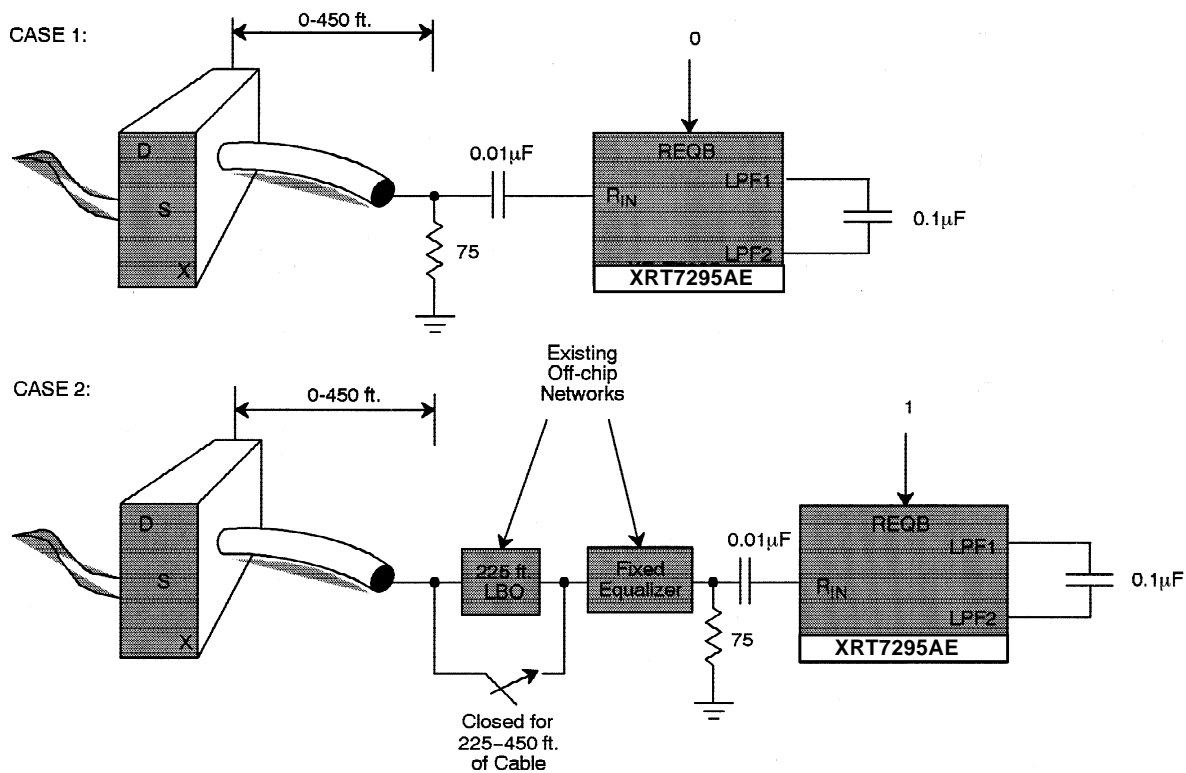 CASE 1:
0-450 ft.
0
D
S
X
0.01µF
75
REQB
R_IN
LPF1
LPF2
XRT7295AE
0.1µF
CASE 2:
0-450 ft.
Existing
Off-chip
Networks
1
D
S
X
225 ft.
LBO
Fixed
Equalizer
0.01µF
75
REQB
R_IN
LPF1
LPF2
XRT7295AE
0.1µF
Closed for
225–450 ft.
of Cable